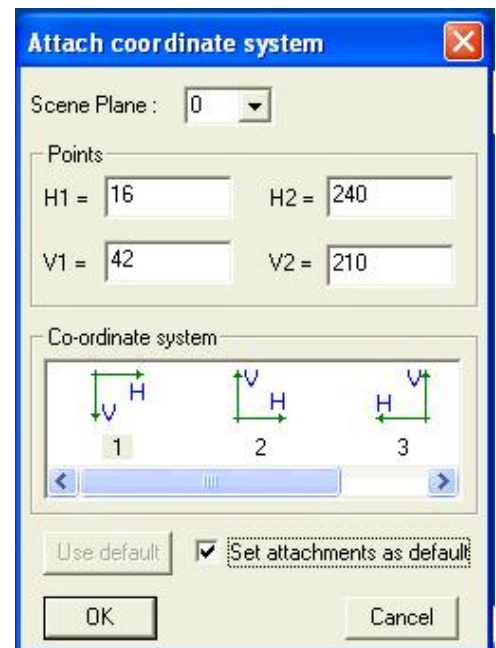 Attach coordinate system
Scene Plane : 0
Points
H1 = 16 H2 = 240
V1 = 42 V2 = 210
Co-ordinate system
H V V H V H
1 2 3
Use default Set attachments as default
OK Cancel